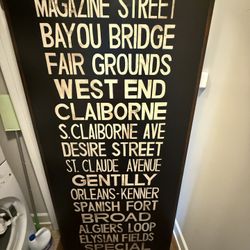 MAGAZINE STREET
BAYOU BRIDGE
FAIR GROUNDS
WEST END
CLAIBORNE
S. CLAIBORNE AVE
DESIRE STREET
ST. CLAUDE AVENUE
GENTILLY
ORLEANS-KENNER
SPANISH FORT
BROAD
ALGIERS LOOP
ELYSIAN FIELDS
SPECIAL